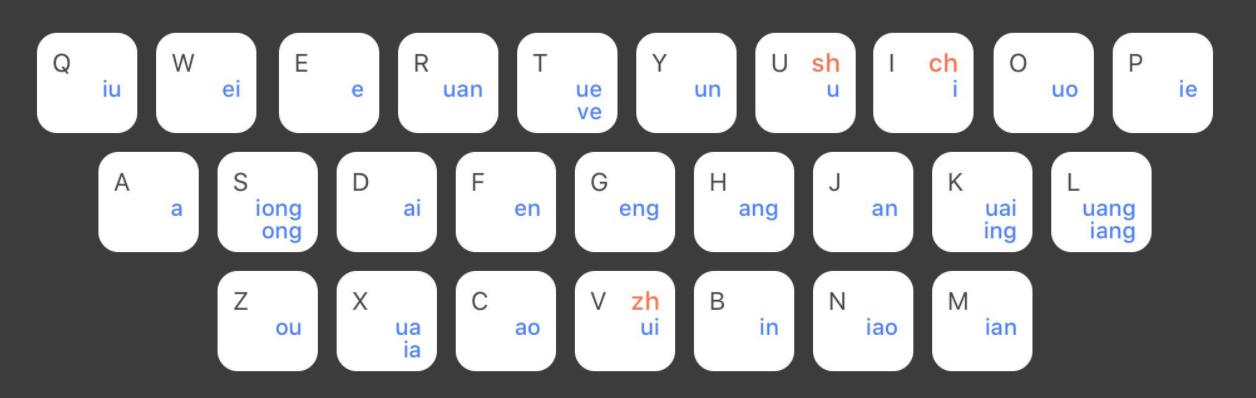 Q iu
W ei
E e
R uan
T ue ve
Y un
U sh u
I ch i
O uo
P ie
A a
S iong ong
D ai
F en
G eng
H ang
J an
K uai ing
L uang iang
Z ou
X ua ia
C ao
V zh ui
B in
N iao
M ian